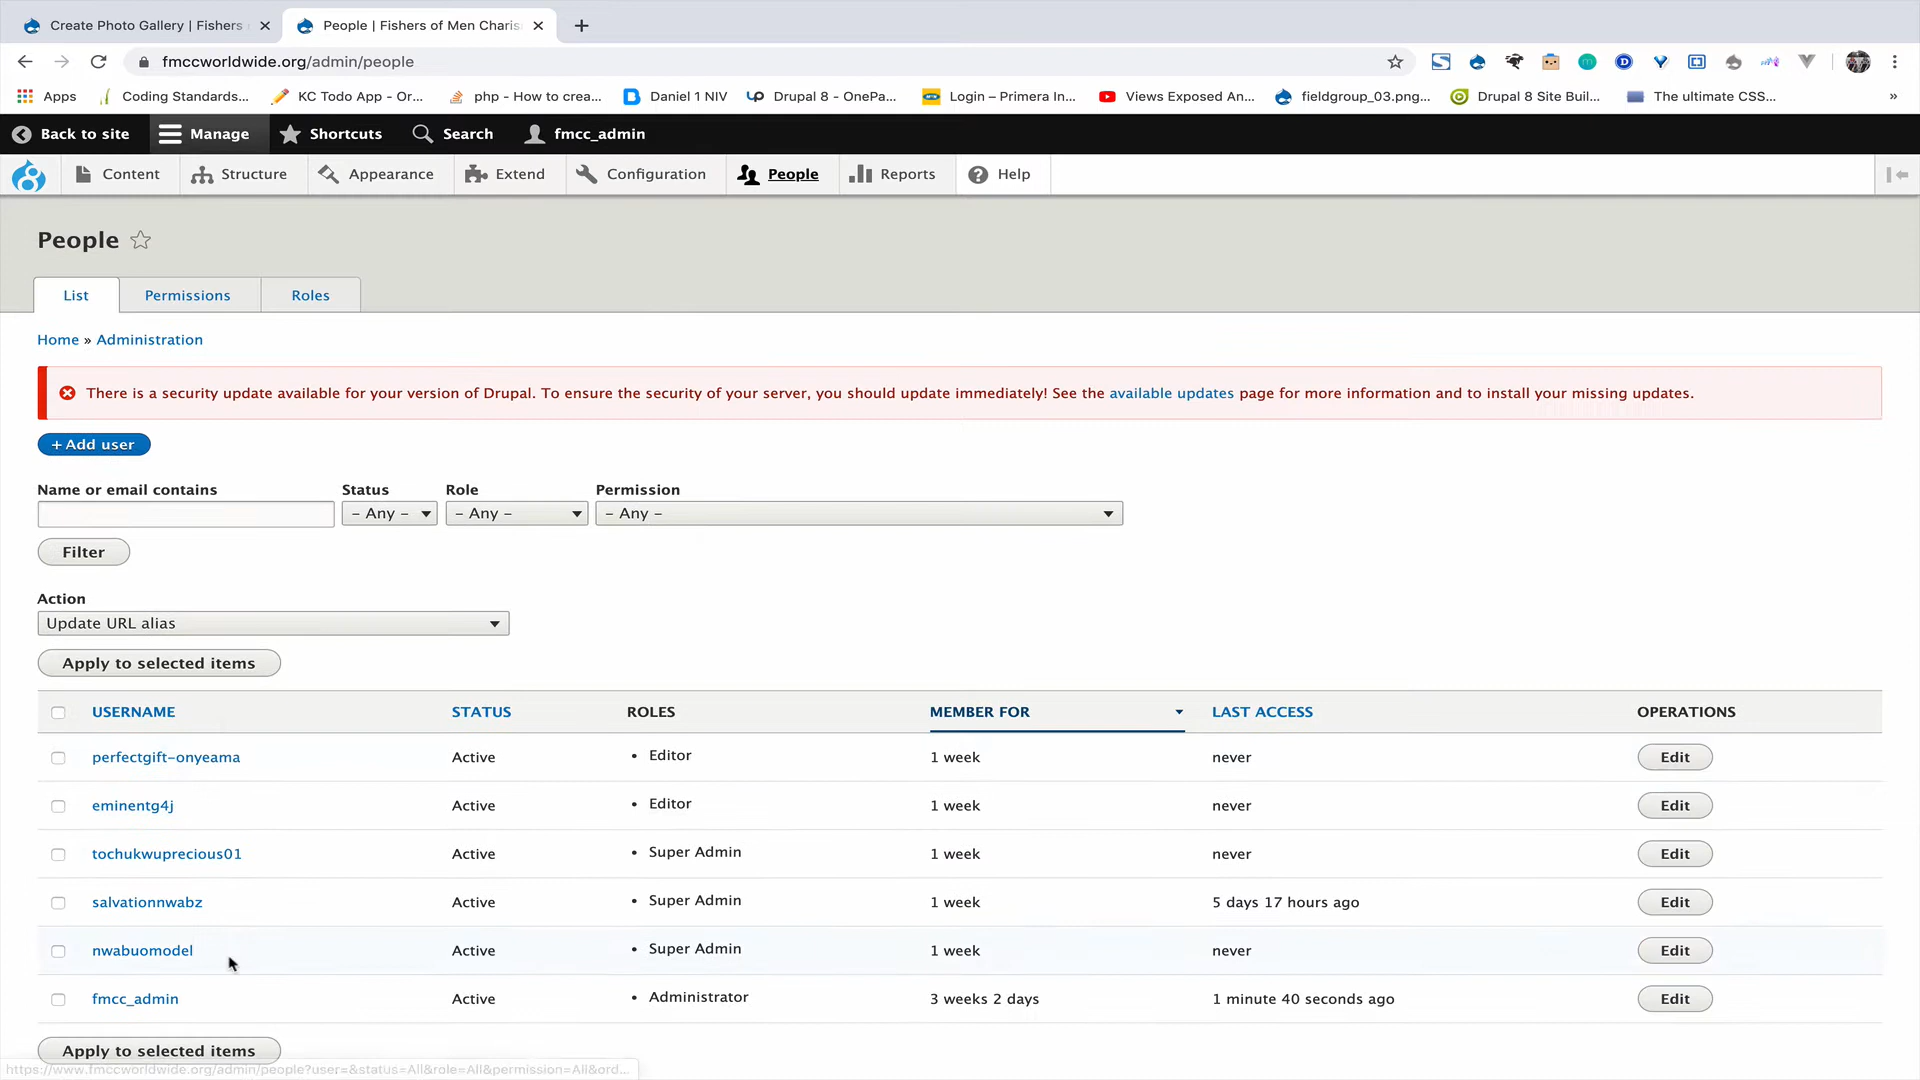 Create Photo Gallery | Fishers
People | Fishers of Men Charis
fmccworldwide.org/admin/people
Apps
Coding Standards...
KC Todo App - Or...
php - How to crea...
Daniel 1 NIV
Drupal 8 - OnePa...
Login – Primera In...
Views Exposed An...
fieldgroup_03.png...
Drupal 8 Site Buil...
The ultimate CSS...
»
Back to site
Manage
Shortcuts
Search
fmcc_admin
Content
Structure
Appearance
Extend
Configuration
People
Reports
Help
People
List
Permissions
Roles
Home » Administration
There is a security update available for your version of Drupal. To ensure the security of your server, you should update immediately! See the available updates page for more information and to install your missing updates.
+ Add user
Name or email contains
Status
Role
Permission
– Any –
– Any –
– Any –
Filter
Action
Update URL alias
Apply to selected items
USERNAME STATUS ROLES MEMBER FOR LAST ACCESS OPERATIONS
perfectgift-onyeama Active • Editor 1 week never Edit
eminentg4j Active • Editor 1 week never Edit
tochukwuprecious01 Active • Super Admin 1 week never Edit
salvationnwabz Active • Super Admin 1 week 5 days 17 hours ago Edit
nwabuomodel Active • Super Admin 1 week never Edit
fmcc_admin Active • Administrator 3 weeks 2 days 1 minute 40 seconds ago Edit
Apply to selected items
https://www.fmccworldwide.org/admin/people?user=&status=All&role=All&permission=All&ord...